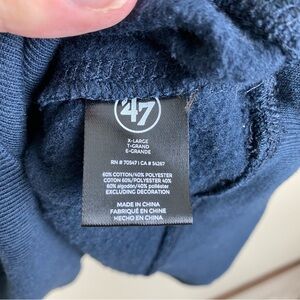 47
X-LARGE
T-GRAND
E-GRANDE
RN # 70547 | CA # 54267
60% COTTON/40% POLYESTER
COTON 60%/POLYESTER 40%
60% algodón/40% poliéster
EXCLUDING DECORATION
MADE IN CHINA
FABRIQUÉ EN CHINE
HECHO EN CHINA